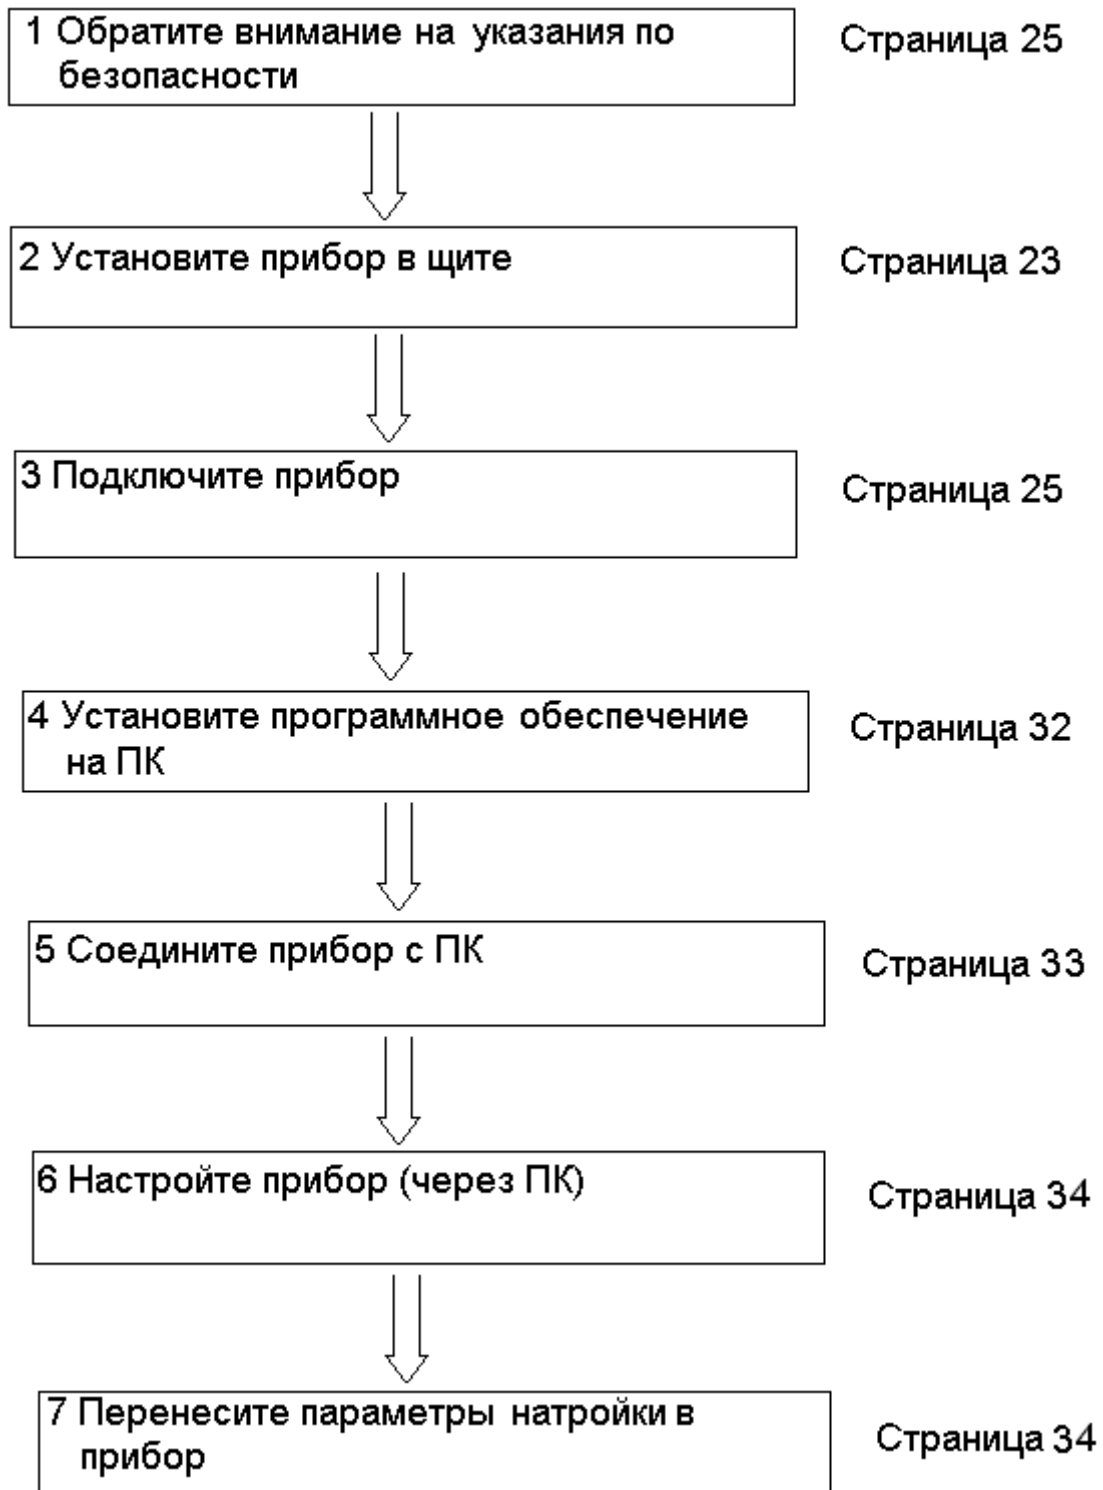 1 Обратите внимание на указания по
безопасности
Страница 25
2 Установите прибор в щите
Страница 23
3 Подключите прибор
Страница 25
4 Установите программное обеспечение
на ПК
Страница 32
5 Соедините прибор с ПК
Страница 33
6 Настройте прибор (через ПК)
Страница 34
7 Перенесите параметры натройки в
прибор
Страница 34